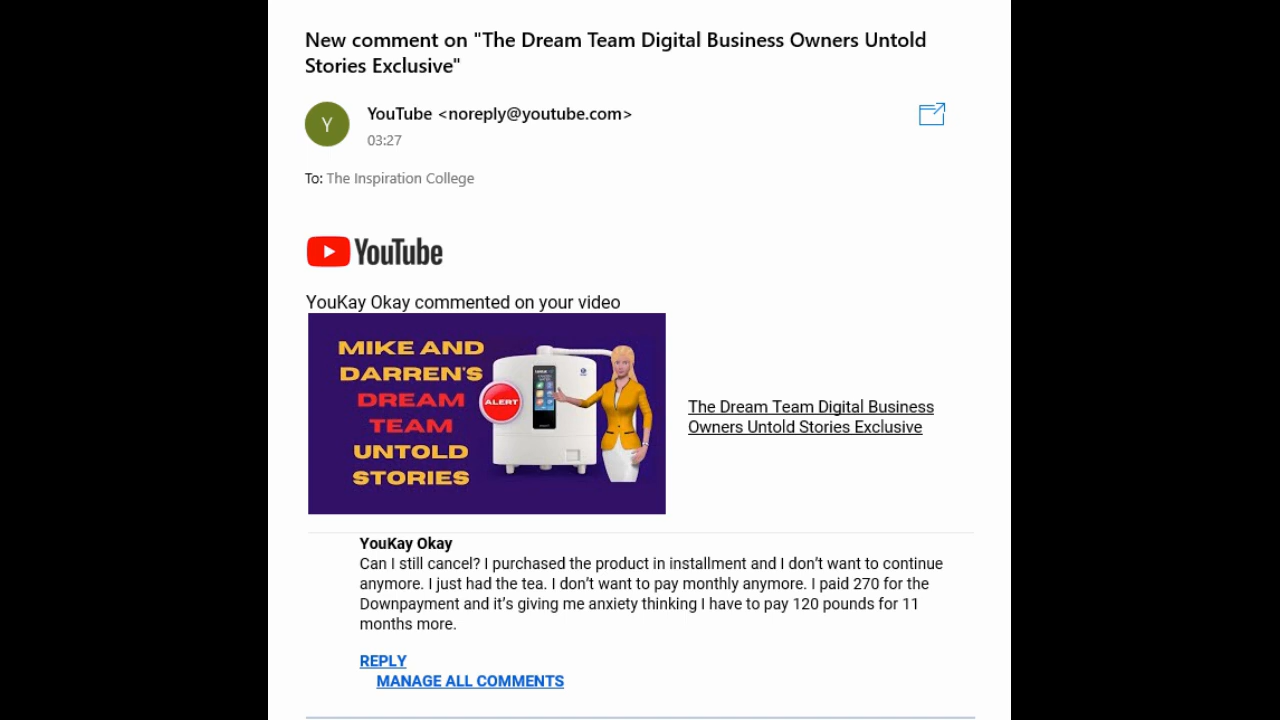 New comment on "The Dream Team Digital Business Owners Untold
Stories Exclusive"
Y
YouTube <noreply@youtube.com>
03:27
To: The Inspiration College
YouTube
YouKay Okay commented on your video
MIKE AND
DARREN'S
DREAM
TEAM
UNTOLD
STORIES
ALERT
The Dream Team Digital Business
Owners Untold Stories Exclusive
YouKay Okay
Can I still cancel? I purchased the product in installment and I don’t want to continue
anymore. I just had the tea. I don’t want to pay monthly anymore. I paid 270 for the
Downpayment and it’s giving me anxiety thinking I have to pay 120 pounds for 11
months more.
REPLY
MANAGE ALL COMMENTS